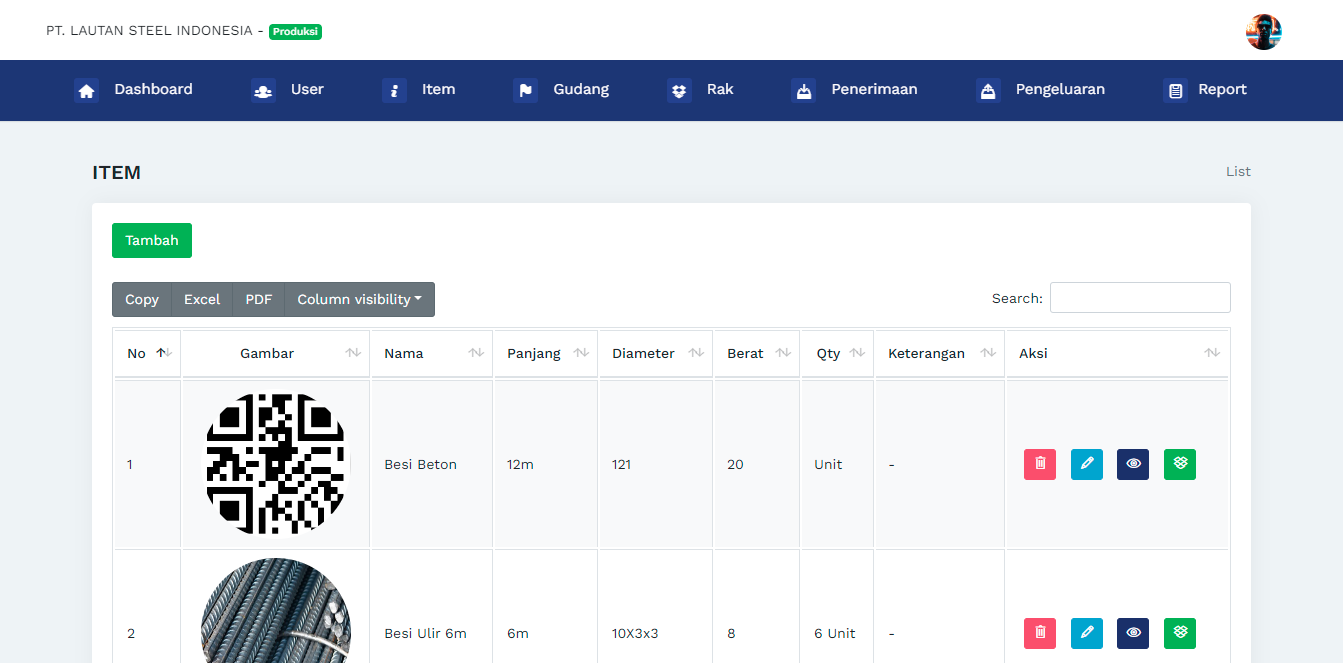 PT. LAUTAN STEEL INDONESIA - Produksi
Dashboard User Item Gudang Rak Penerimaan Pengeluaran Report
ITEM List
Tambah
Copy Excel PDF Column visibility Search:
No Gambar Nama Panjang Diameter Berat Qty Keterangan Aksi
1 Besi Beton 12m 121 20 Unit -
2 Besi Ulir 6m 6m 10X3x3 8 6 Unit -